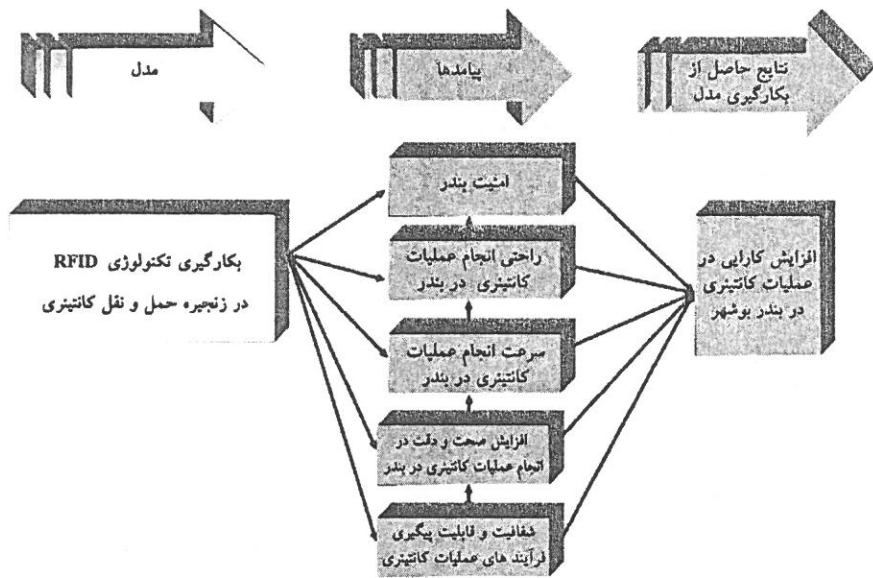 نتایج حاصل از
بکارگیری مدل
پیامدها
مدل
امنیت بندر
راحتی انجام عملیات
کانتینری در بندر
سرعت انجام عملیات
کانتینری در بندر
افزایش صحت و دقت در
انجام عملیات کانتینری در بندر
شفافیت و قابلیت پیگیری
فرآیند های عملیات کانتینری
بکارگیری تکنولوژی RFID
در زنجیره حمل و نقل کانتینری
افزایش کارایی در
عملیات کانتینری
در بندر بوشهر